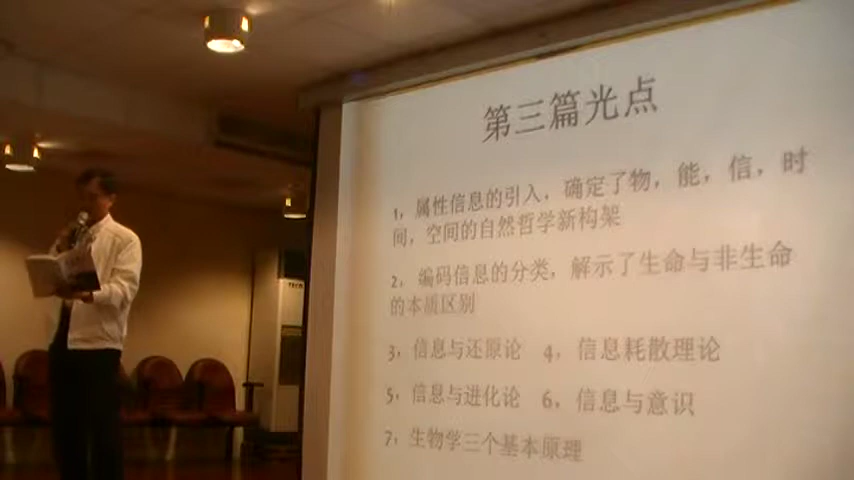 第三篇光点
1，属性信息的引入，确定了物，能，信，时
间，空间的自然哲学新构架
2，编码信息的分类，解示了生命与非生命
的本质区别
3，信息与还原论 4，信息耗散理论
5，信息与进化论 6，信息与意识
7，生物学三个基本原理